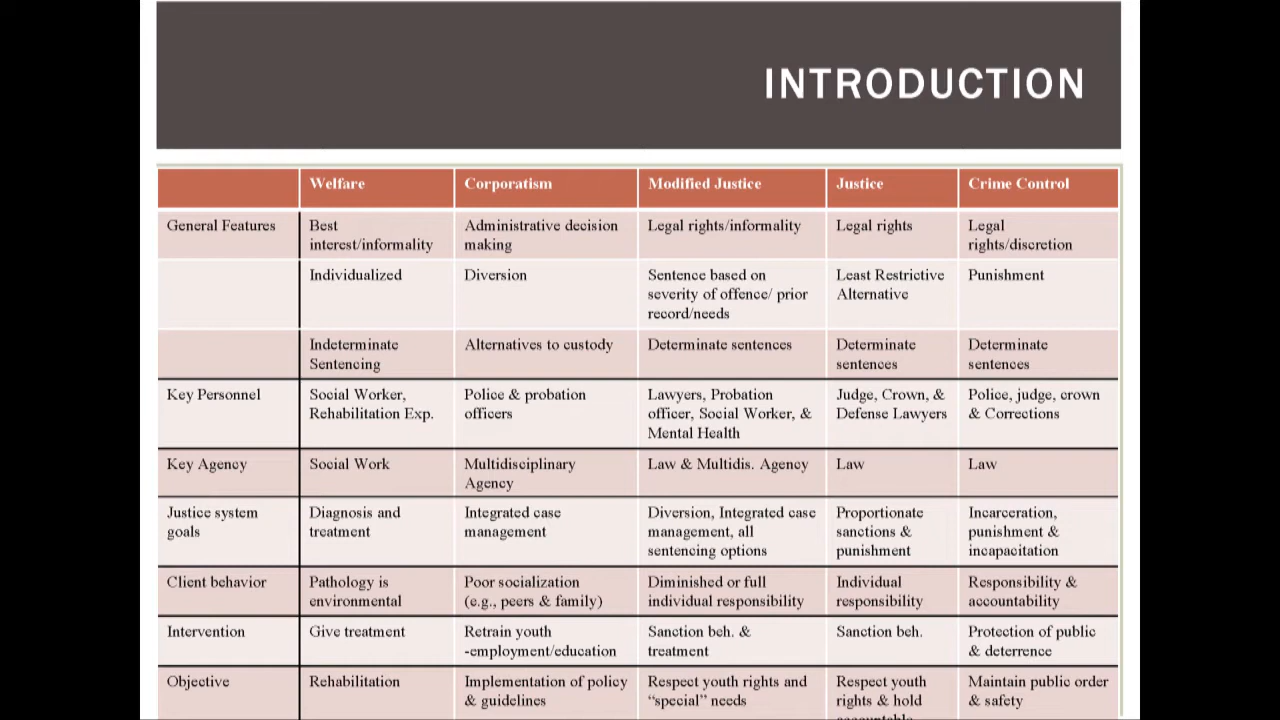 INTRODUCTION
Welfare Corporatism Modified Justice Justice Crime Control
General Features Best Administrative decision Legal rights/informality Legal rights Legal
interest/informality making rights/discretion
Individualized Diversion Sentence based on Least Restrictive Punishment
severity of offence/ prior Alternative
record/needs
Indeterminate Alternatives to custody Determinate sentences Determinate Determinate
Sentencing sentences sentences
Key Personnel Social Worker, Police & probation Lawyers, Probation Judge, Crown, & Police, judge, crown
Rehabilitation Exp. officers officer, Social Worker, & Defense Lawyers & Corrections
Mental Health
Key Agency Social Work Multidisciplinary Law & Multidis. Agency Law Law
Agency
Justice system Diagnosis and Integrated case Diversion, Integrated case Proportionate Incarceration,
goals treatment management management, all sanctions & punishment &
sentencing options punishment incapacitation
Client behavior Pathology is Poor socialization Diminished or full Individual Responsibility &
environmental (e.g., peers & family) individual responsibility responsibility accountability
Intervention Give treatment Retrain youth Sanction beh. & Sanction beh. Protection of public
-employment/education treatment & deterrence
Objective Rehabilitation Implementation of policy Respect youth rights and Respect youth Maintain public order
& guidelines “special” needs rights & hold & safety